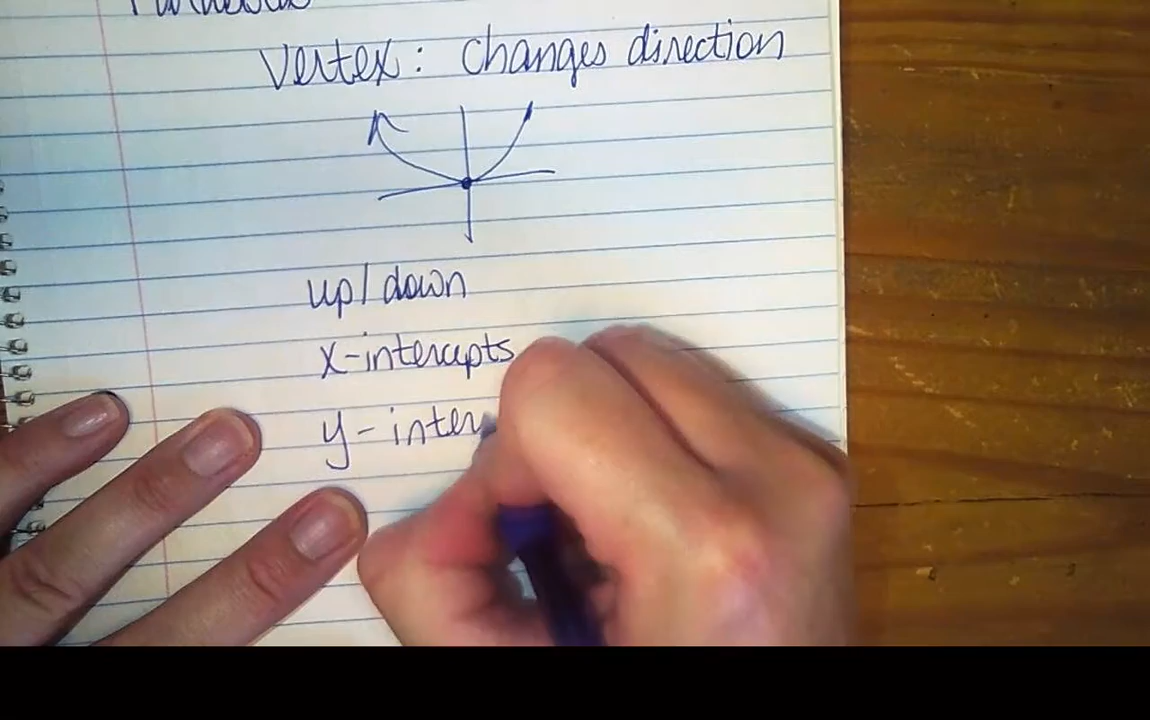 Vertex: changes direction
up/down
x-intercepts
y-inter